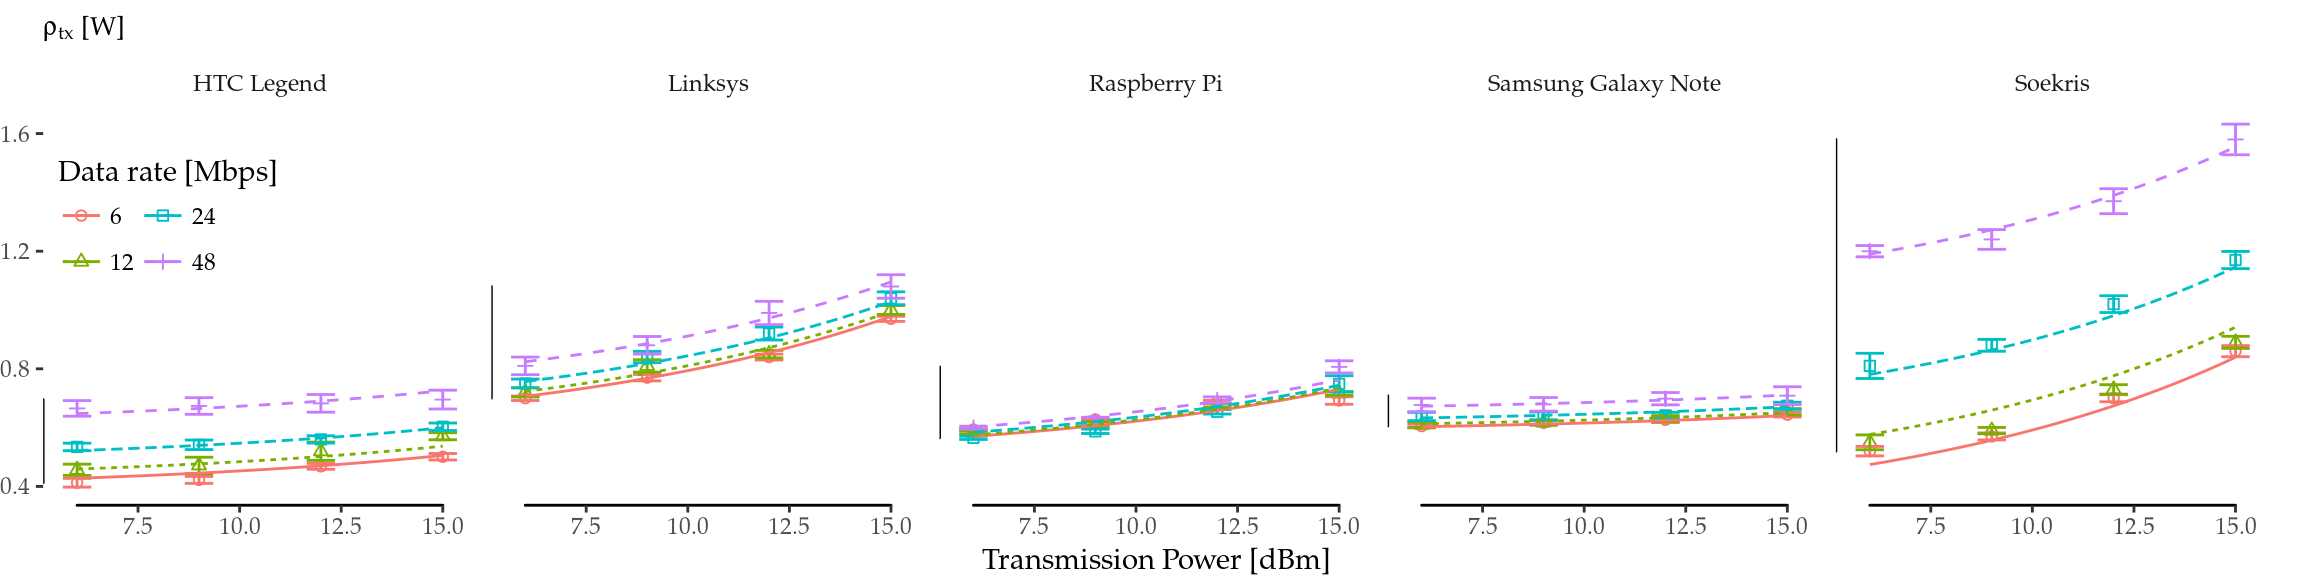 ρtx [W]
HTC Legend Linksys Raspberry Pi Samsung Galaxy Note Soekris
1.6
Data rate [Mbps]
6 24
1.2
12 48
0.8
0.4
7.5 10.0 12.5 15.0 7.5 10.0 12.5 15.0 7.5 10.0 12.5 15.0 7.5 10.0 12.5 15.0 7.5 10.0 12.5 15.0
Transmission Power [dBm]